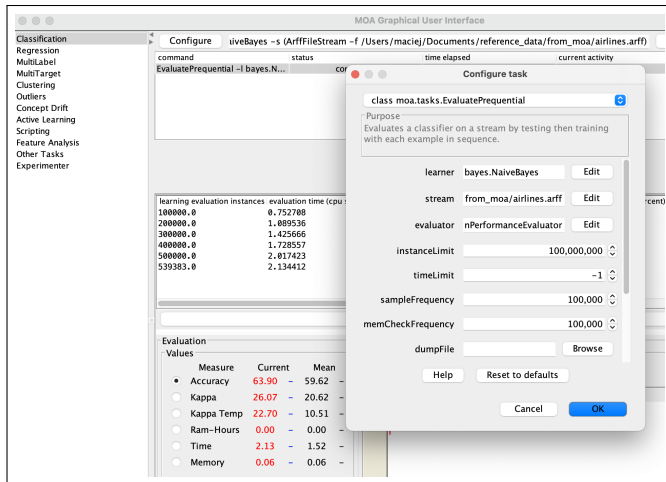 MOA Graphical User Interface
Classification
Regression
MultiLabel
MultiTarget
Clustering
Outliers
Concept Drift
Active Learning
Scripting
Feature Analysis
Other Tasks
Experimenter
Configure aiveBayes -s (ArffFileStream -f /Users/maciej/Documents/reference_data/from_moa/airlines.arff)
command status time elapsed current activity
EvaluatePrequential -l bayes.N... con
learning evaluation instances evaluation time (cpu s rcent)
100000.0 0.752708
200000.0 1.089536
300000.0 1.425666
400000.0 1.728557
500000.0 2.017423
539383.0 2.134412
Evaluation
Values
Measure Current Mean
Accuracy 63.90 – 59.62 –
Kappa 26.07 – 20.62 –
Kappa Temp 22.70 – 10.51 –
Ram-Hours 0.00 – 0.00 –
Time 2.13 – 1.52 –
Memory 0.06 – 0.06 –
Configure task
class moa.tasks.EvaluatePrequential
Purpose
Evaluates a classifier on a stream by testing then training
with each example in sequence.
learner bayes.NaiveBayes Edit
stream from_moa/airlines.arff Edit
evaluator nPerformanceEvaluator Edit
instanceLimit 100,000,000
timeLimit −1
sampleFrequency 100,000
memCheckFrequency 100,000
dumpFile Browse
Help Reset to defaults
Cancel OK